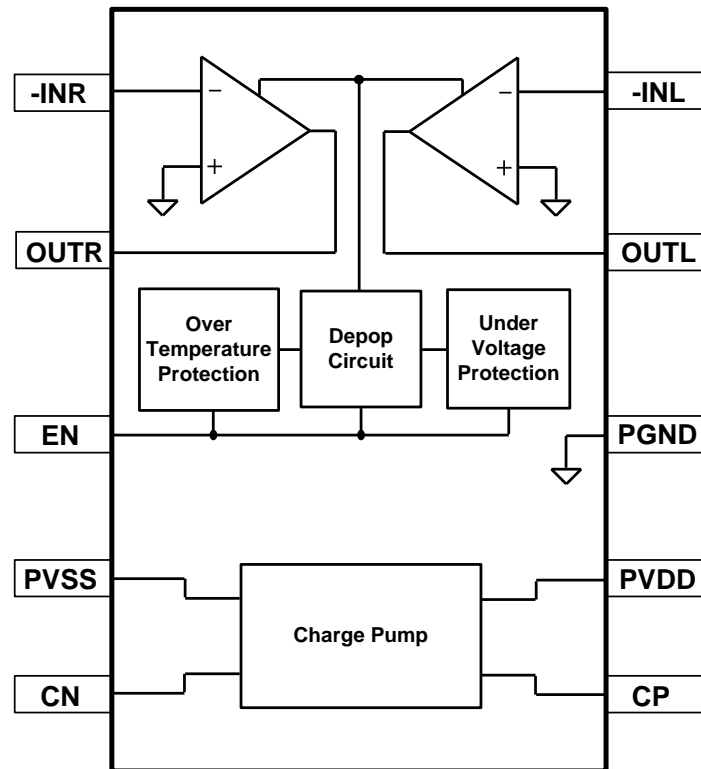 -INR
-INL
−
−
+
+
OUTR
OUTL
Over
Temperature
Protection
Depop
Circuit
Under
Voltage
Protection
EN
PGND
PVSS
PVDD
Charge Pump
CN
CP